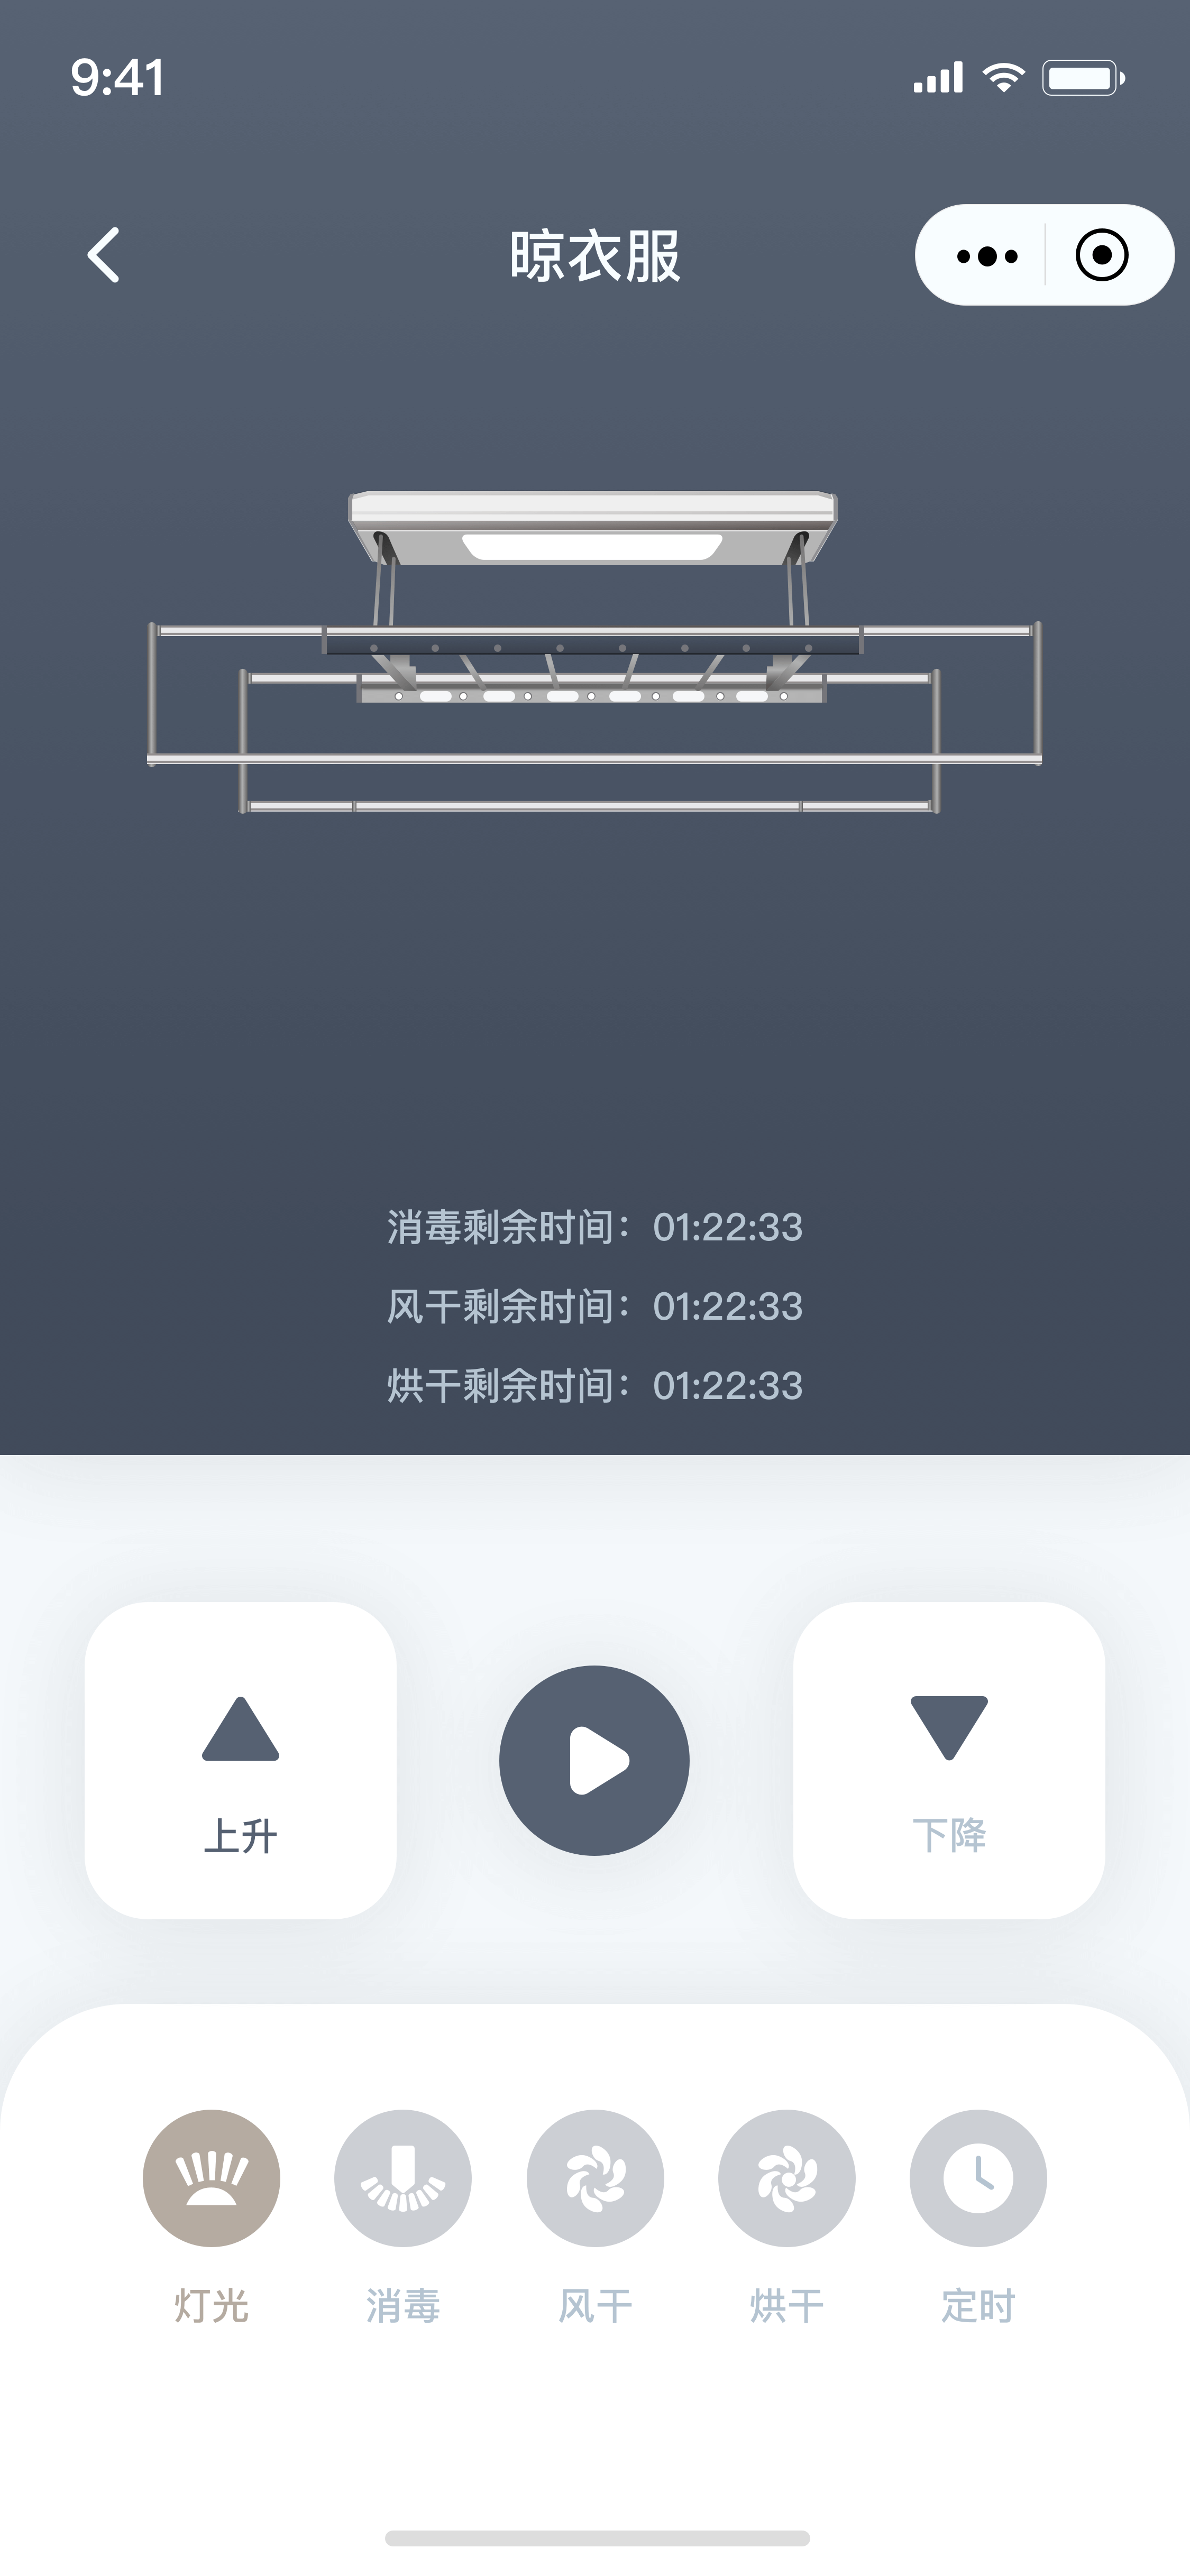 9:41
晾衣服
消毒剩余时间：01:22:33
风干剩余时间：01:22:33
烘干剩余时间：01:22:33
上升
下降
灯光 消毒 风干 烘干 定时